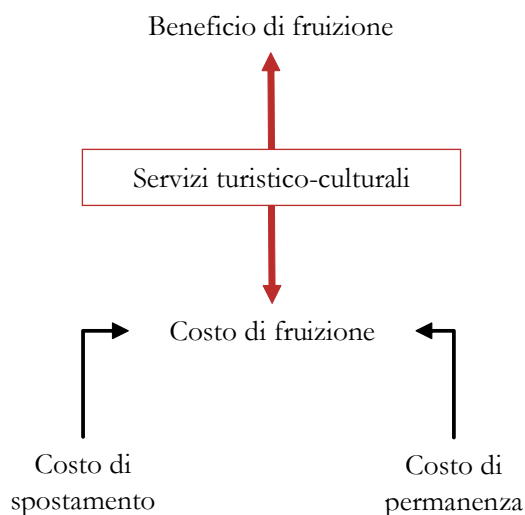 Beneficio di fruizione
Servizi turistico-culturali
Costo di fruizione
Costo di
spostamento
Costo di
permanenza